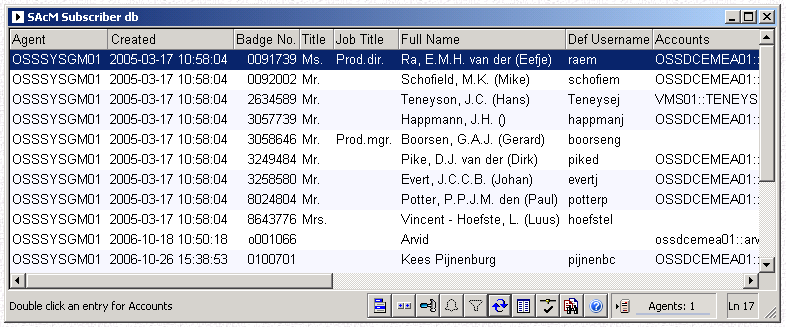 SAcM Subscriber db
Agent Created Badge No. Title Job Title Full Name Def Username Accounts
OSSSYSGM01 2005-03-17 10:58:04 0091739 Ms. Prod.dir. Ra, E.M.H. van der (Eefje) raem OSSDCEMEA01::
OSSSYSGM01 2005-03-17 10:58:04 0092002 Mr. Schofield, M.K. (Mike) schofiem OSSDCEMEA01::
OSSSYSGM01 2005-03-17 10:58:04 2634589 Mr. Teneyson, J.C. (Hans) Teneysej VMS01::TENEYS
OSSSYSGM01 2005-03-17 10:58:04 3057739 Mr. Happmann, J.H. () happmanj OSSDCEMEA01::
OSSSYSGM01 2005-03-17 10:58:04 3058646 Mr. Prod.mgr. Boorsen, G.A.J. (Gerard) boorseng
OSSSYSGM01 2005-03-17 10:58:04 3249484 Mr. Pike, D.J. van der (Dirk) piked OSSDCEMEA01::
OSSSYSGM01 2005-03-17 10:58:04 3258580 Mr. Evert, J.C.C.B. (Johan) evertj OSSDCEMEA01::
OSSSYSGM01 2005-03-17 10:58:04 8024804 Mr. Potter, P.P.J.M. den (Paul) potterp OSSDCEMEA01::
OSSSYSGM01 2005-03-17 10:58:04 8643776 Mrs. Vincent - Hoefste, L. (Luus) hoefstel
OSSSYSGM01 2006-10-18 10:50:18 o001066 Arvid ossdcemea01::arv
OSSSYSGM01 2006-10-26 15:38:53 0100701 Kees Pijnenburg pijnenbc OSSDCEMEA01::
Double click an entry for Accounts Agents: 1 Ln 17